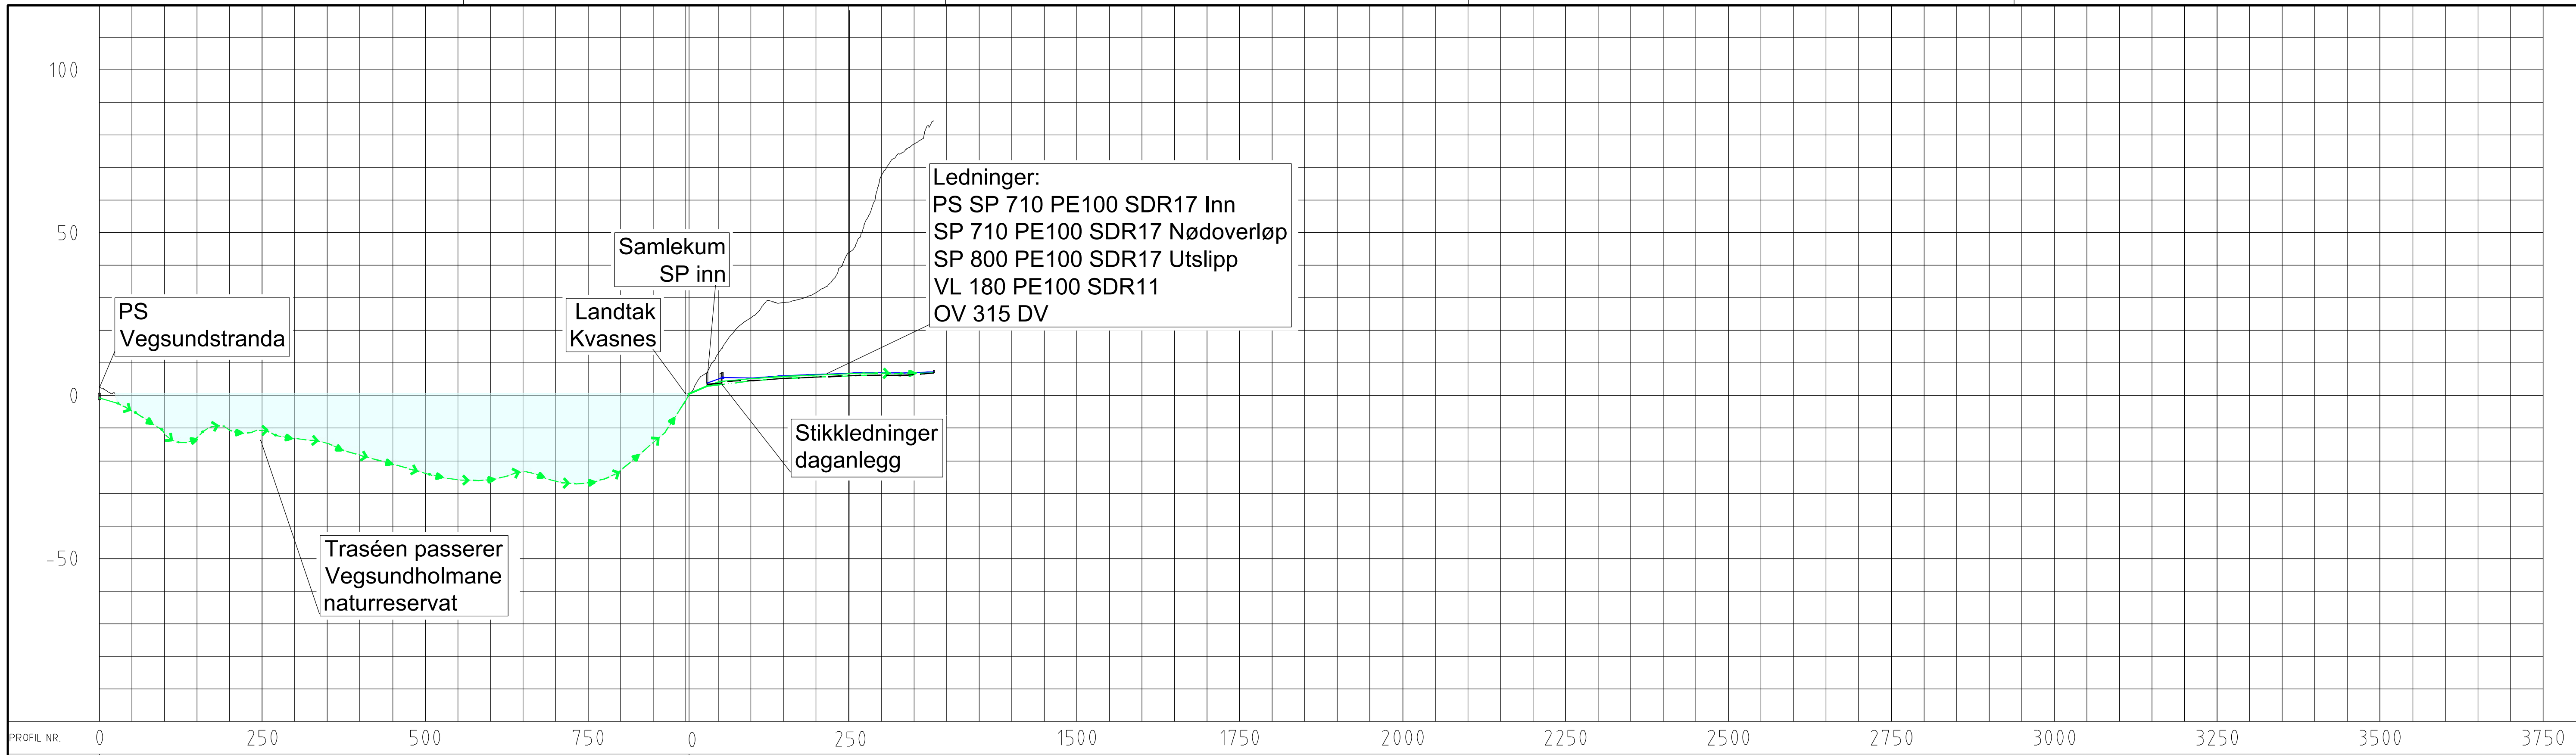 100
50
0
-50
PS
Vegsundstranda
Samlekum
SP inn
Landtak
Kvasnes
Ledninger:
PS SP 710 PE100 SDR17 Inn
SP 710 PE100 SDR17 Nødoverløp
SP 800 PE100 SDR17 Utslipp
VL 180 PE100 SDR11
OV 315 DV
Stikkledninger
daganlegg
Traséen passerer
Vegsundholmane
naturreservat
PROFIL NR. 0 250 500 750 0 250 1500 1750 2000 2250 2500 2750 3000 3250 3500 3750